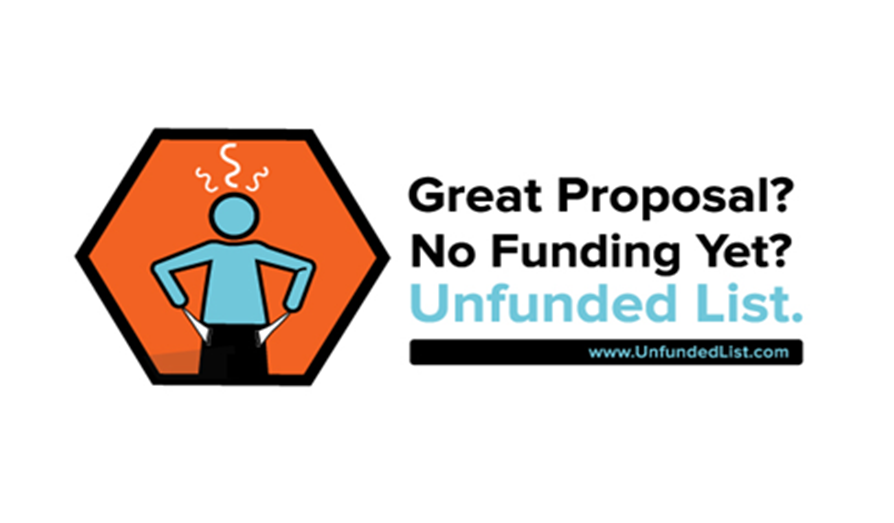 Great Proposal?
No Funding Yet?
Unfunded List.
www.UnfundedList.com